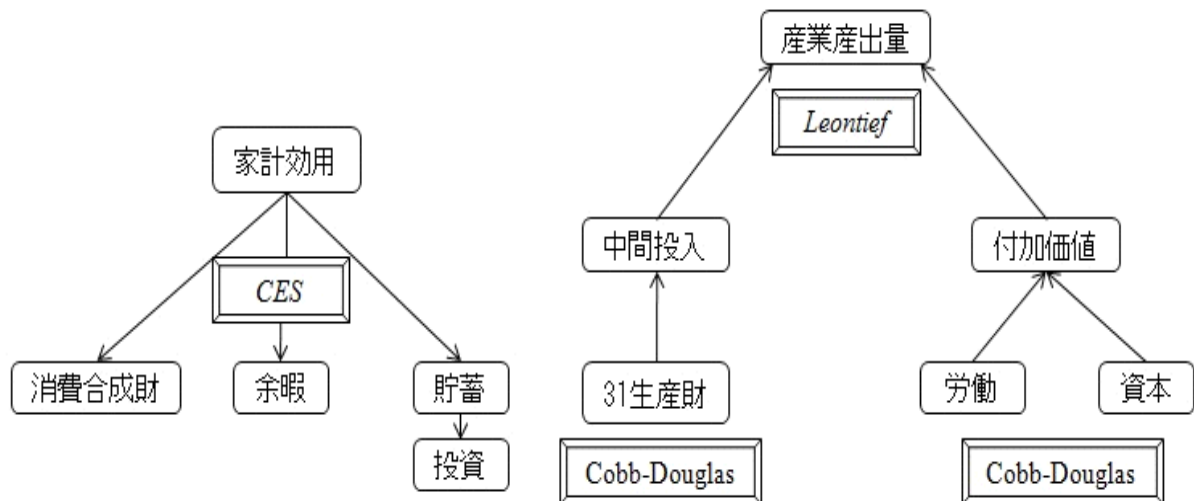 産業産出量
Leontief
家計効用
中間投入
付加価値
CES
消費合成財
余暇
貯蓄
31生産財
労働
資本
投資
Cobb-Douglas
Cobb-Douglas